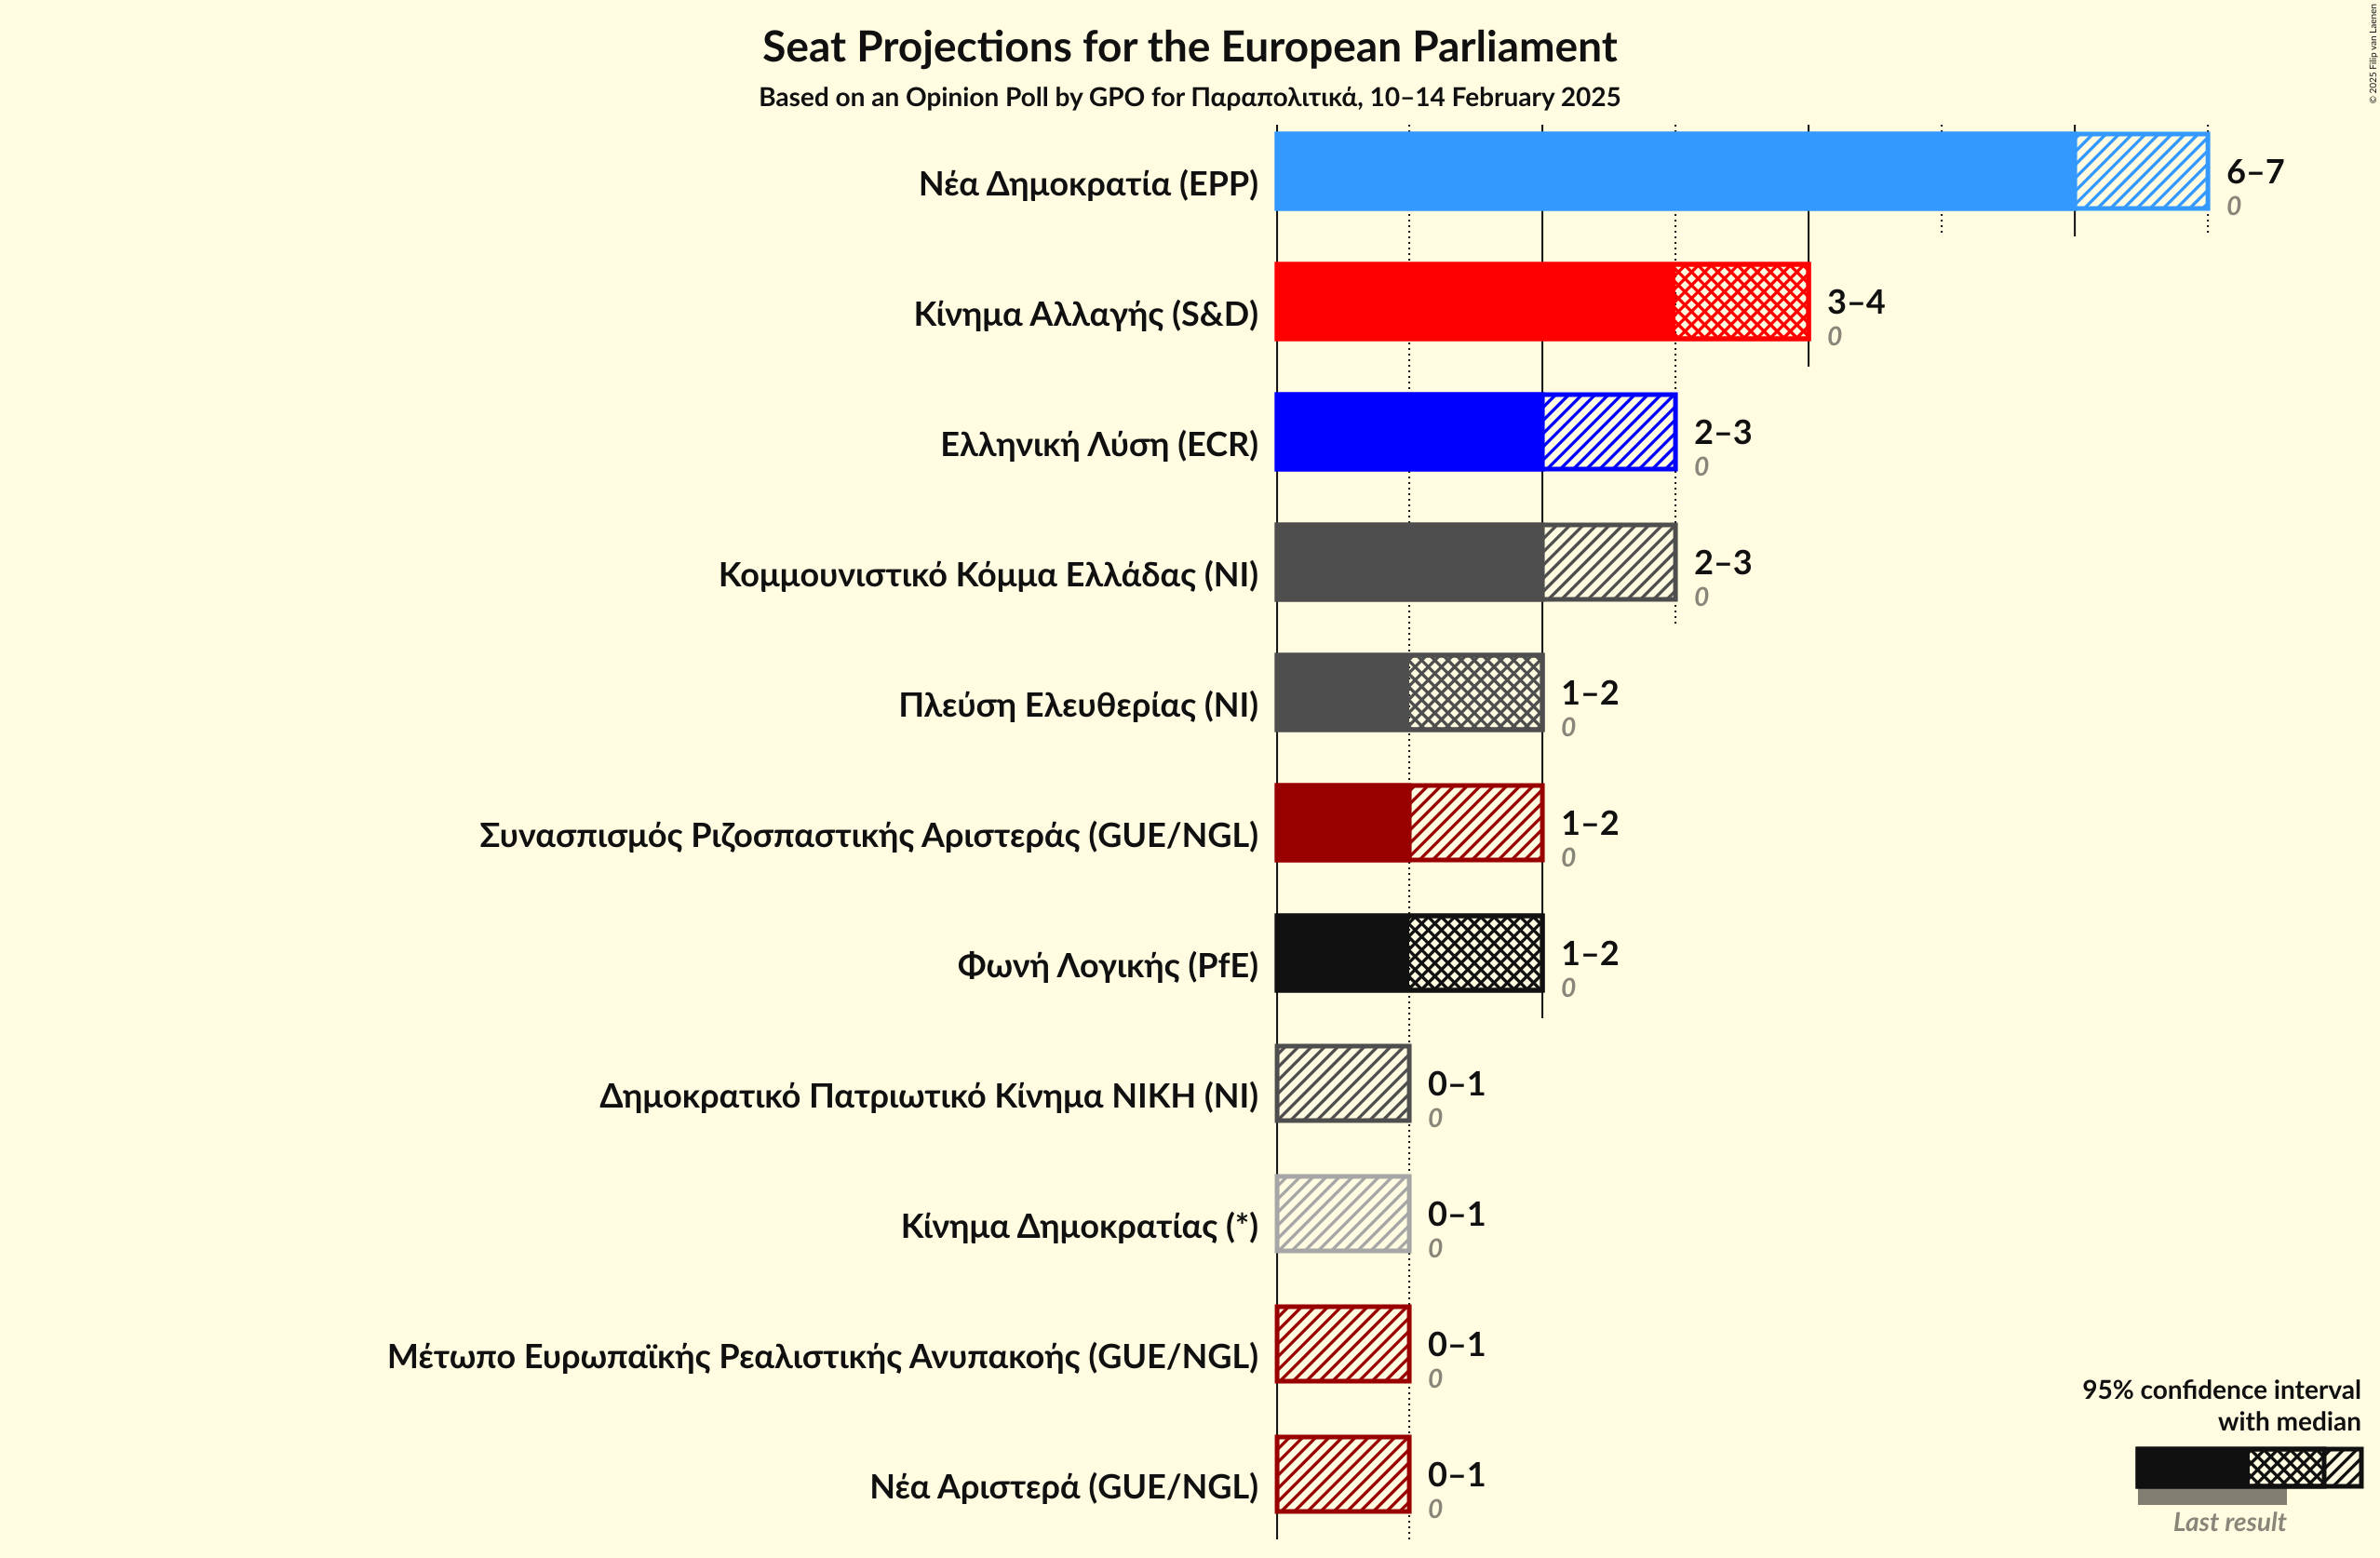 Seat Projections for the European Parliament
Based on an Opinion Poll by GPO for Παραπολιτικά, 10–14 February 2025
© 2025 Filip van Laenen
Νέα Δημοκρατία (EPP)
6–7
0
Κίνημα Αλλαγής (S&D)
3–4
0
Ελληνική Λύση (ECR)
2–3
0
Κομμουνιστικό Κόμμα Ελλάδας (NI)
2–3
0
Πλεύση Ελευθερίας (NI)
1–2
0
Συνασπισμός Ριζοσπαστικής Αριστεράς (GUE/NGL)
1–2
0
Φωνή Λογικής (PfE)
1–2
0
Δημοκρατικό Πατριωτικό Κίνημα ΝΙΚΗ (NI)
0–1
0
Κίνημα Δημοκρατίας (*)
0–1
0
Μέτωπο Ευρωπαϊκής Ρεαλιστικής Ανυπακοής (GUE/NGL)
0–1
0
Νέα Αριστερά (GUE/NGL)
0–1
0
95% confidence interval
with median
Last result